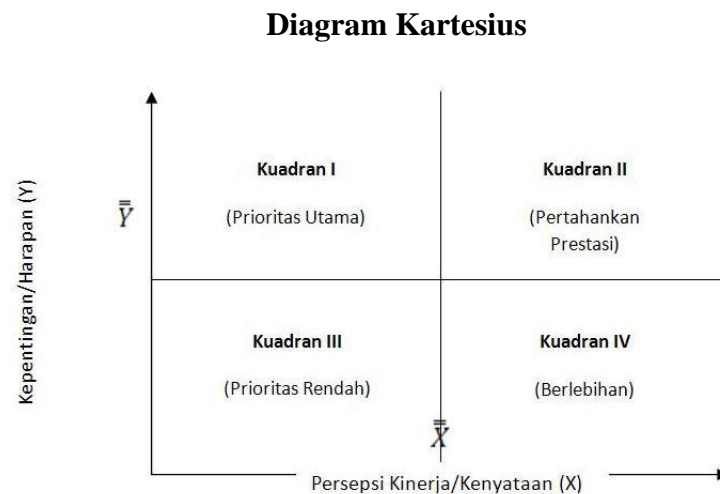 Diagram Kartesius
Kepentingan/Harapan (Y)
Y̿
Kuadran I
(Prioritas Utama)
Kuadran II
(Pertahankan
Prestasi)
Kuadran III
(Prioritas Rendah)
Kuadran IV
(Berlebihan)
X̿
Persepsi Kinerja/Kenyataan (X)